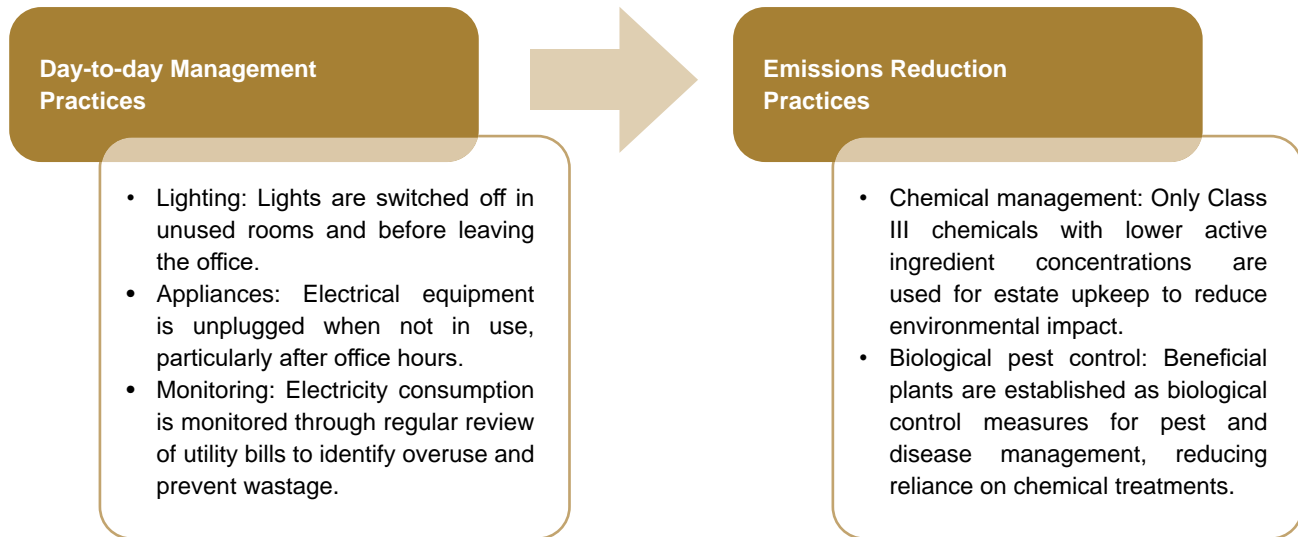 Day-to-day Management
Practices
• Lighting: Lights are switched off in
unused rooms and before leaving
the office.
• Appliances: Electrical equipment
is unplugged when not in use,
particularly after office hours.
• Monitoring: Electricity consumption
is monitored through regular review
of utility bills to identify overuse and
prevent wastage.
Emissions Reduction
Practices
• Chemical management: Only Class
III chemicals with lower active
ingredient concentrations are
used for estate upkeep to reduce
environmental impact.
• Biological pest control: Beneficial
plants are established as biological
control measures for pest and
disease management, reducing
reliance on chemical treatments.